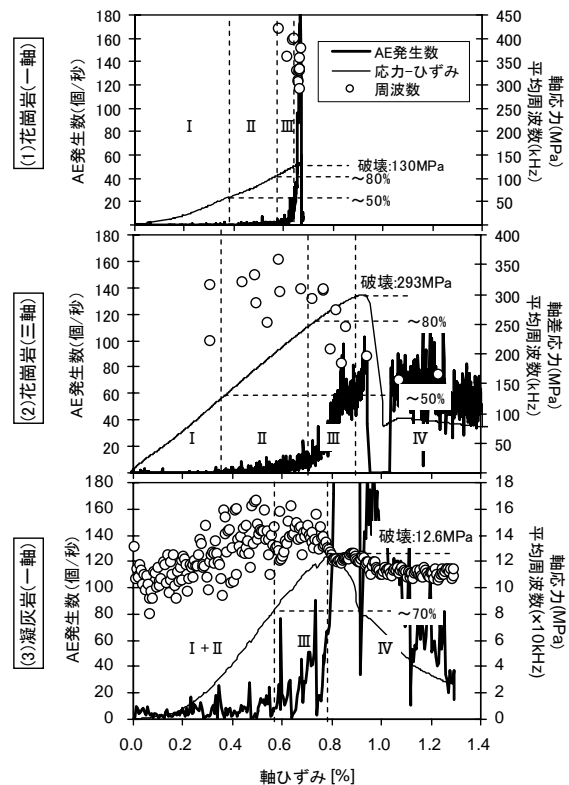 (1)花崗岩(一軸)
AE発生数(個/秒)
180
160
140
120
100
80
60
40
20
0
I
II
III
AE発生数
応力-ひずみ
周波数
破壊:130MPa
～80%
～50%
450
400
350
300
250
200
150
100
50
0
軸応力(MPa)
平均周波数(kHz)
(2)花崗岩(三軸)
AE発生数(個/秒)
180
160
140
120
100
80
60
40
20
0
I
II
III
IV
破壊:293MPa
～80%
～50%
400
350
300
250
200
150
100
50
0
軸差応力(MPa)
平均周波数(kHz)
(3)凝灰岩(一軸)
AE発生数(個/秒)
180
160
140
120
100
80
60
40
20
0
I+II
III
IV
破壊:12.6MPa
～70%
18
16
14
12
10
8
6
4
2
0
軸応力(MPa)
平均周波数(×10kHz)
0.0 0.2 0.4 0.6 0.8 1.0 1.2 1.4
軸ひずみ [%]